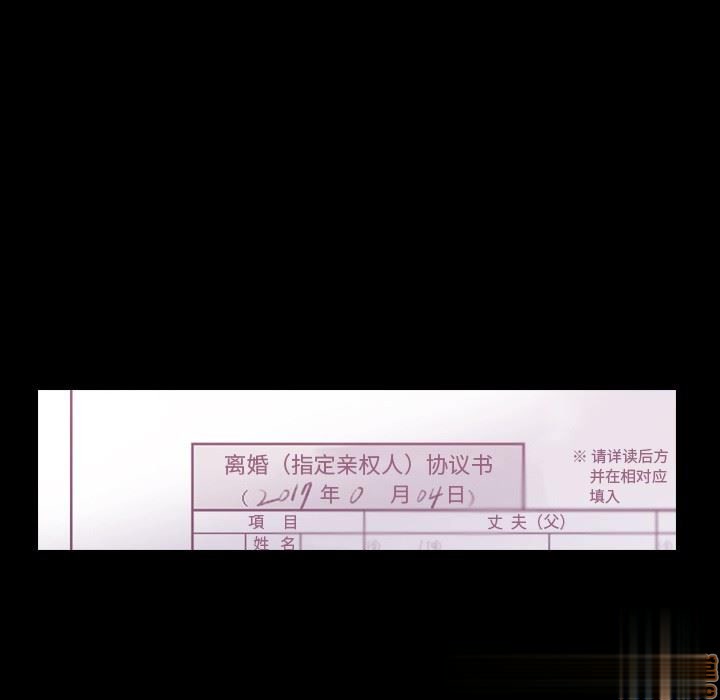 离婚（指定亲权人）协议书
（2017年 0 月04日）
※ 请详读后方
并在相对应
填入
項 目
丈 夫（父）
姓 名